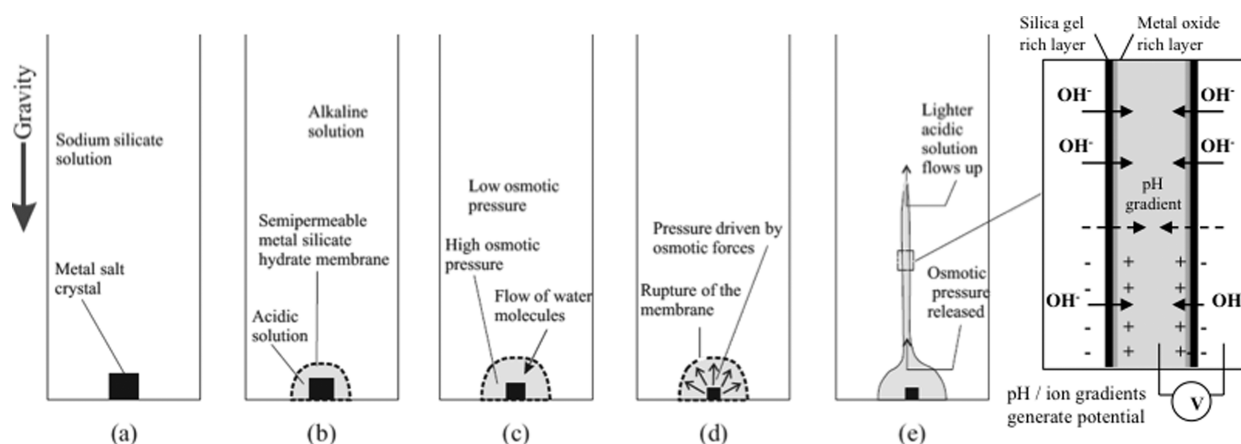 Gravity
Sodium silicate
solution
Metal salt
crystal
(a)
Alkaline
solution
Semipermeable
metal silicate
hydrate membrane
Acidic
solution
(b)
Low osmotic
pressure
High osmotic
pressure
Flow of water
molecules
(c)
Pressure driven by
osmotic forces
Rupture of the
membrane
(d)
Lighter
acidic
solution
flows up
Osmotic
pressure
released
(e)
Silica gel
rich layer
Metal oxide
rich layer
OH- OH-
OH- OH-
pH
gradient
- + + -
- + + -
OH- OH
- + + -
- + + -
V
pH / ion gradients
generate potential